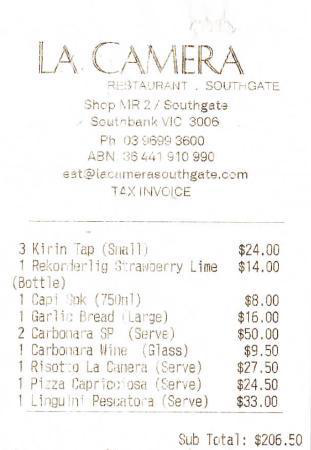 LA CAMERA
RESTAURANT . SOUTHGATE
Shop MR 2 / Southgate
Southbank VIC 3006
Ph 03 9699 3600
ABN 36 441 910 990
eat@lacamerasouthgate.com
TAX INVOICE
3 Kirin Tap (Small) $24.00
1 Rekorderlig Strawberry Lime $14.00
(Bottle)
1 Capi Spk (750ml) $8.00
1 Garlic Bread (Large) $16.00
2 Carbonara SP (Serve) $50.00
1 Carbonara Wine (Glass) $9.50
1 Risotto La Camera (Serve) $27.50
1 Pizza Capricciosa (Serve) $24.50
1 Linguini Pescatora (Serve) $33.00
Sub Total: $206.50